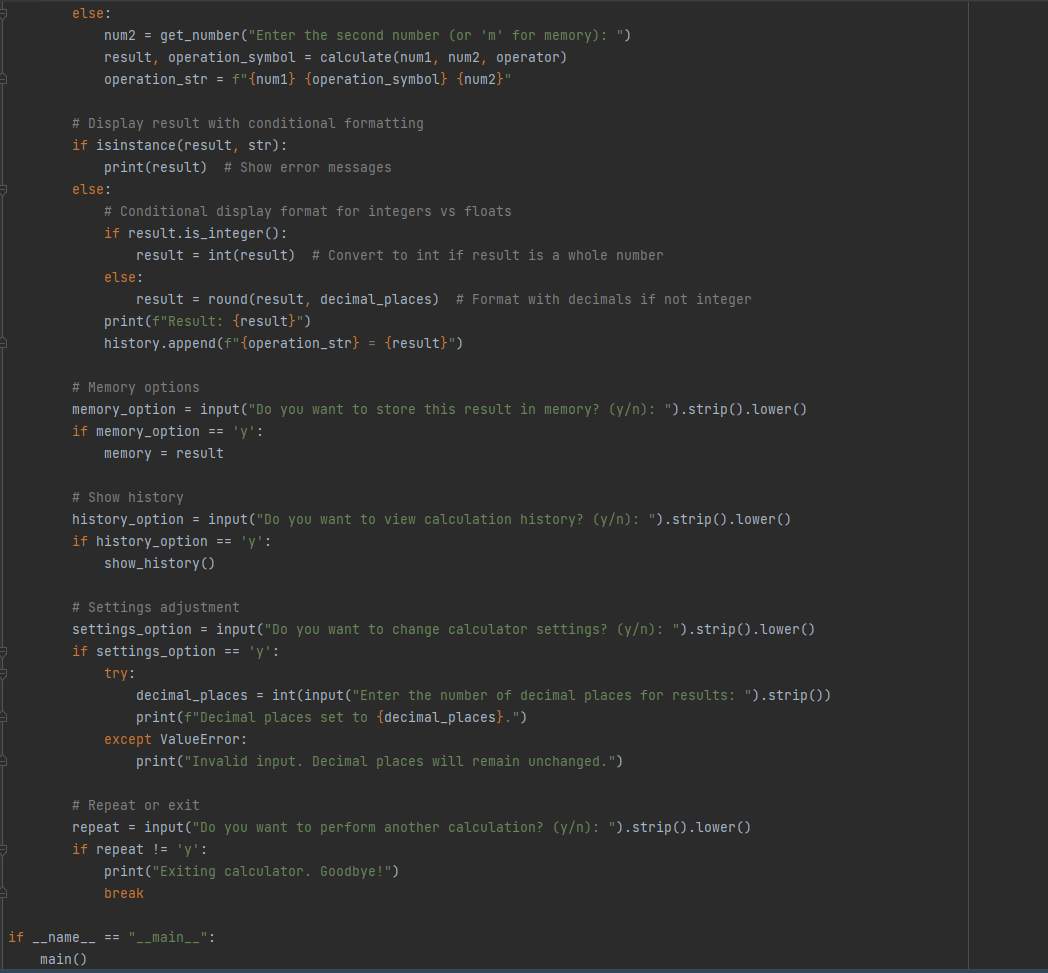 else:
            num2 = get_number("Enter the second number (or 'm' for memory): ")
            result, operation_symbol = calculate(num1, num2, operator)
            operation_str = f"{num1} {operation_symbol} {num2}"

        # Display result with conditional formatting
        if isinstance(result, str):
            print(result)  # Show error messages
        else:
            # Conditional display format for integers vs floats
            if result.is_integer():
                result = int(result)  # Convert to int if result is a whole number
            else:
                result = round(result, decimal_places)  # Format with decimals if not integer
            print(f"Result: {result}")
            history.append(f"{operation_str} = {result}")

        # Memory options
        memory_option = input("Do you want to store this result in memory? (y/n): ").strip().lower()
        if memory_option == 'y':
            memory = result

        # Show history
        history_option = input("Do you want to view calculation history? (y/n): ").strip().lower()
        if history_option == 'y':
            show_history()

        # Settings adjustment
        settings_option = input("Do you want to change calculator settings? (y/n): ").strip().lower()
        if settings_option == 'y':
            try:
                decimal_places = int(input("Enter the number of decimal places for results: ").strip())
                print(f"Decimal places set to {decimal_places}.")
            except ValueError:
                print("Invalid input. Decimal places will remain unchanged.")

        # Repeat or exit
        repeat = input("Do you want to perform another calculation? (y/n): ").strip().lower()
        if repeat != 'y':
            print("Exiting calculator. Goodbye!")
            break

if __name__ == "__main__":
    main()